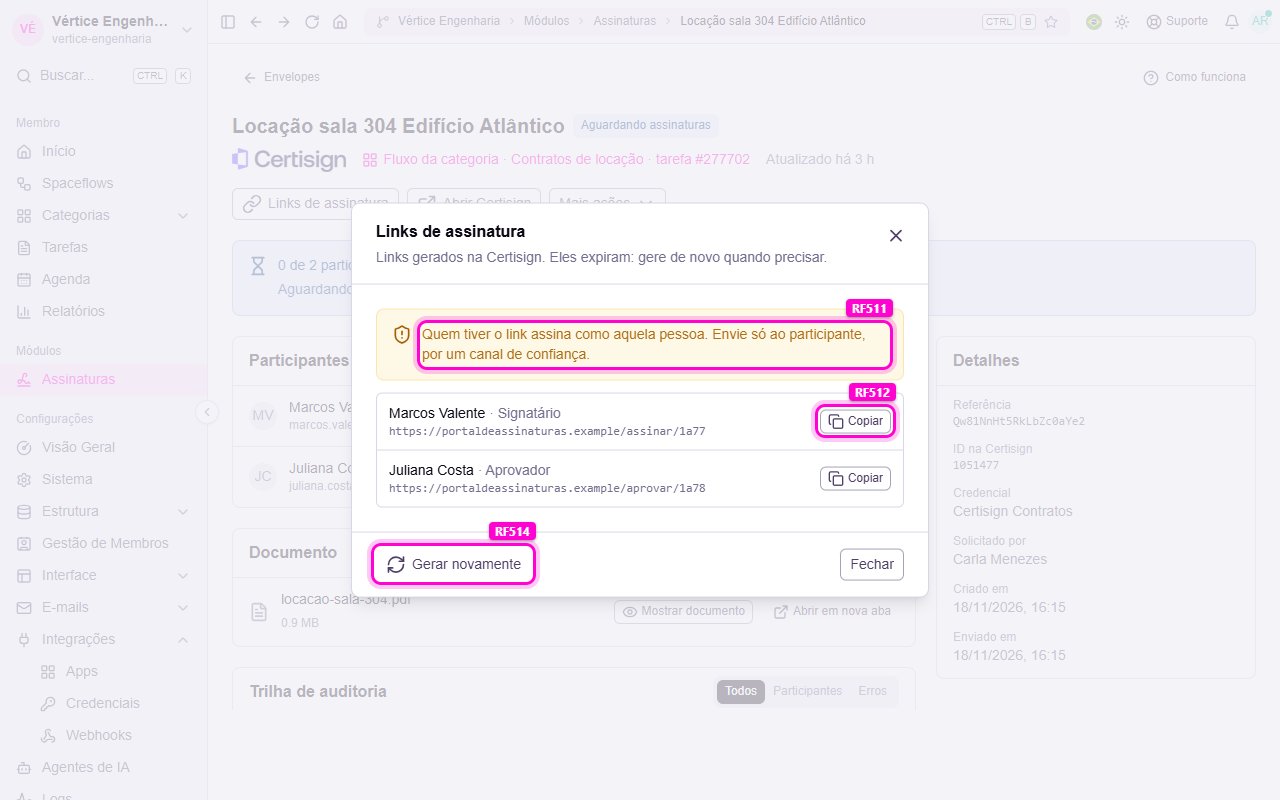 VÉ
Vértice Engenh...
vertice-engenharia
Vértice Engenharia
Módulos
Assinaturas
Locação sala 304 Edifício Atlântico
CTRL
B
Suporte
AR
Buscar...
CTRL
K
Envelopes
Como funciona
Membro
Início
Spaceflows
Categorias
Tarefas
Agenda
Relatórios
Módulos
Assinaturas
Configurações
Visão Geral
Sistema
Estrutura
Gestão de Membros
Interface
E-mails
Integrações
Apps
Credenciais
Webhooks
Agentes de IA
Logs
Locação sala 304 Edifício Atlântico
Aguardando assinaturas
Certisign
Fluxo da categoria · Contratos de locação · tarefa #277702
Atualizado há 3 h
Links de assinatura
Abrir Certisign
Mais ações
0 de 2 partic
Aguardando
Participantes
MV
Marcos Va
marcos.vale
JC
Juliana Co
juliana.costa
Documento
locacao-sala-304.pdf
0.9 MB
Mostrar documento
Abrir em nova aba
Trilha de auditoria
Todos
Participantes
Erros
Detalhes
Referência
Qw81NnHt5RkLbZc0aYe2
ID na Certisign
1051477
Credencial
Certisign Contratos
Solicitado por
Carla Menezes
Criado em
18/11/2026, 16:15
Enviado em
18/11/2026, 16:15
Links de assinatura
Links gerados na Certisign. Eles expiram: gere de novo quando precisar.
RF511
Quem tiver o link assina como aquela pessoa. Envie só ao participante,
por um canal de confiança.
RF512
Marcos Valente · Signatário
https://portaldeassinaturas.example/assinar/1a77
Copiar
Juliana Costa · Aprovador
https://portaldeassinaturas.example/aprovar/1a78
Copiar
RF514
Gerar novamente
Fechar